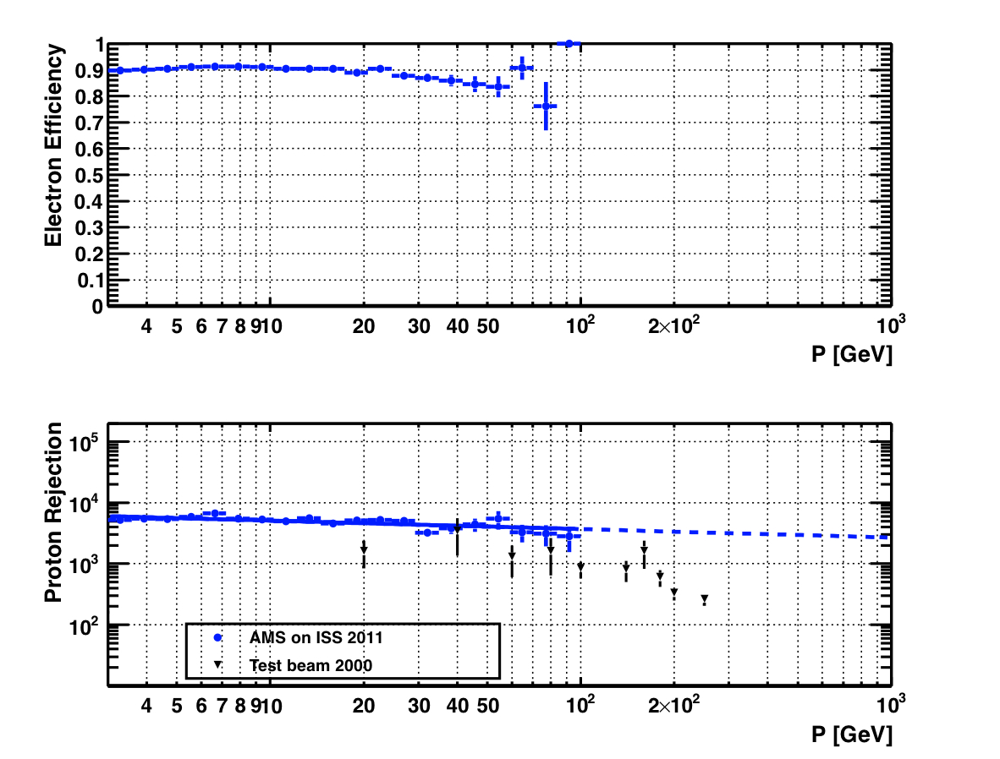 Electron Efficiency
1
0.9
0.8
0.7
0.6
0.5
0.4
0.3
0.2
0.1
0
4 5 6 7 8 9 10 20 30 40 50 10² 2×10² 10³
P [GeV]
Proton Rejection
10⁵
10⁴
10³
10²
AMS on ISS 2011
Test beam 2000
4 5 6 7 8 9 10 20 30 40 50 10² 2×10² 10³
P [GeV]